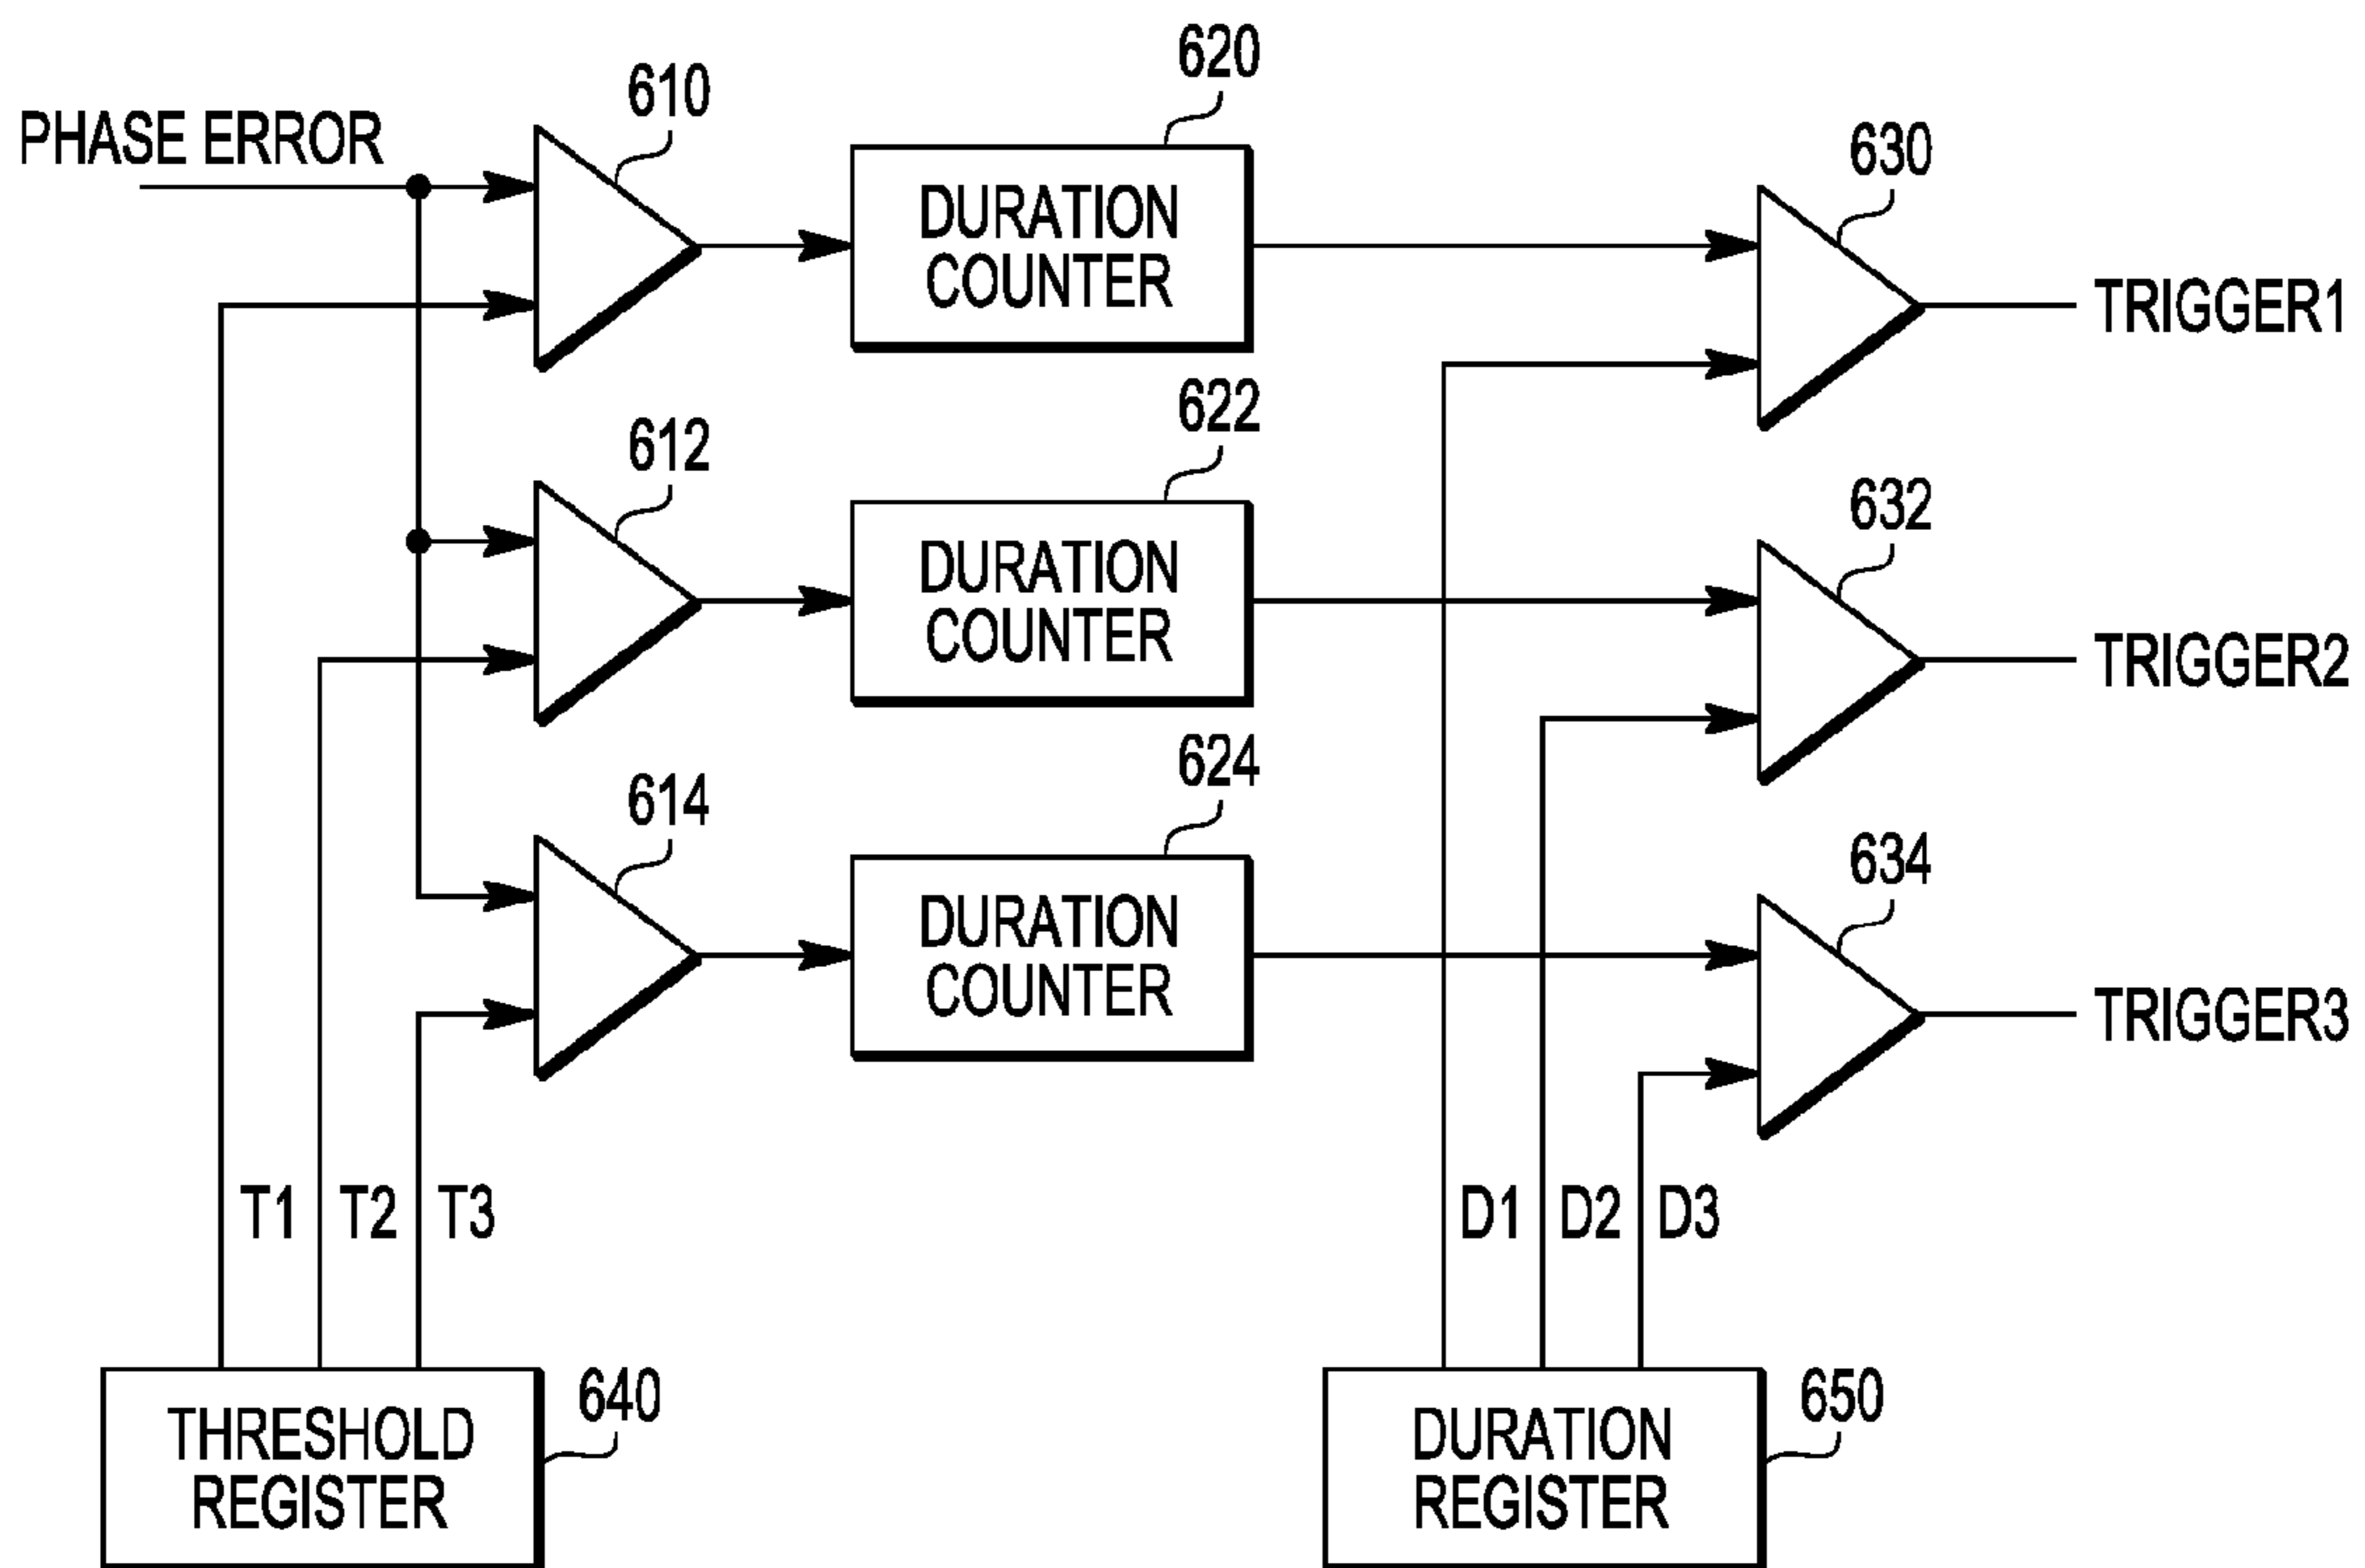 620
610
PHASE ERROR
630
DURATION
COUNTER
TRIGGER1
622
612
632
DURATION
COUNTER
TRIGGER2
624
614
634
DURATION
COUNTER
TRIGGER3
T1 T2 T3
D1 D2 D3
640
650
THRESHOLD
REGISTER
DURATION
REGISTER